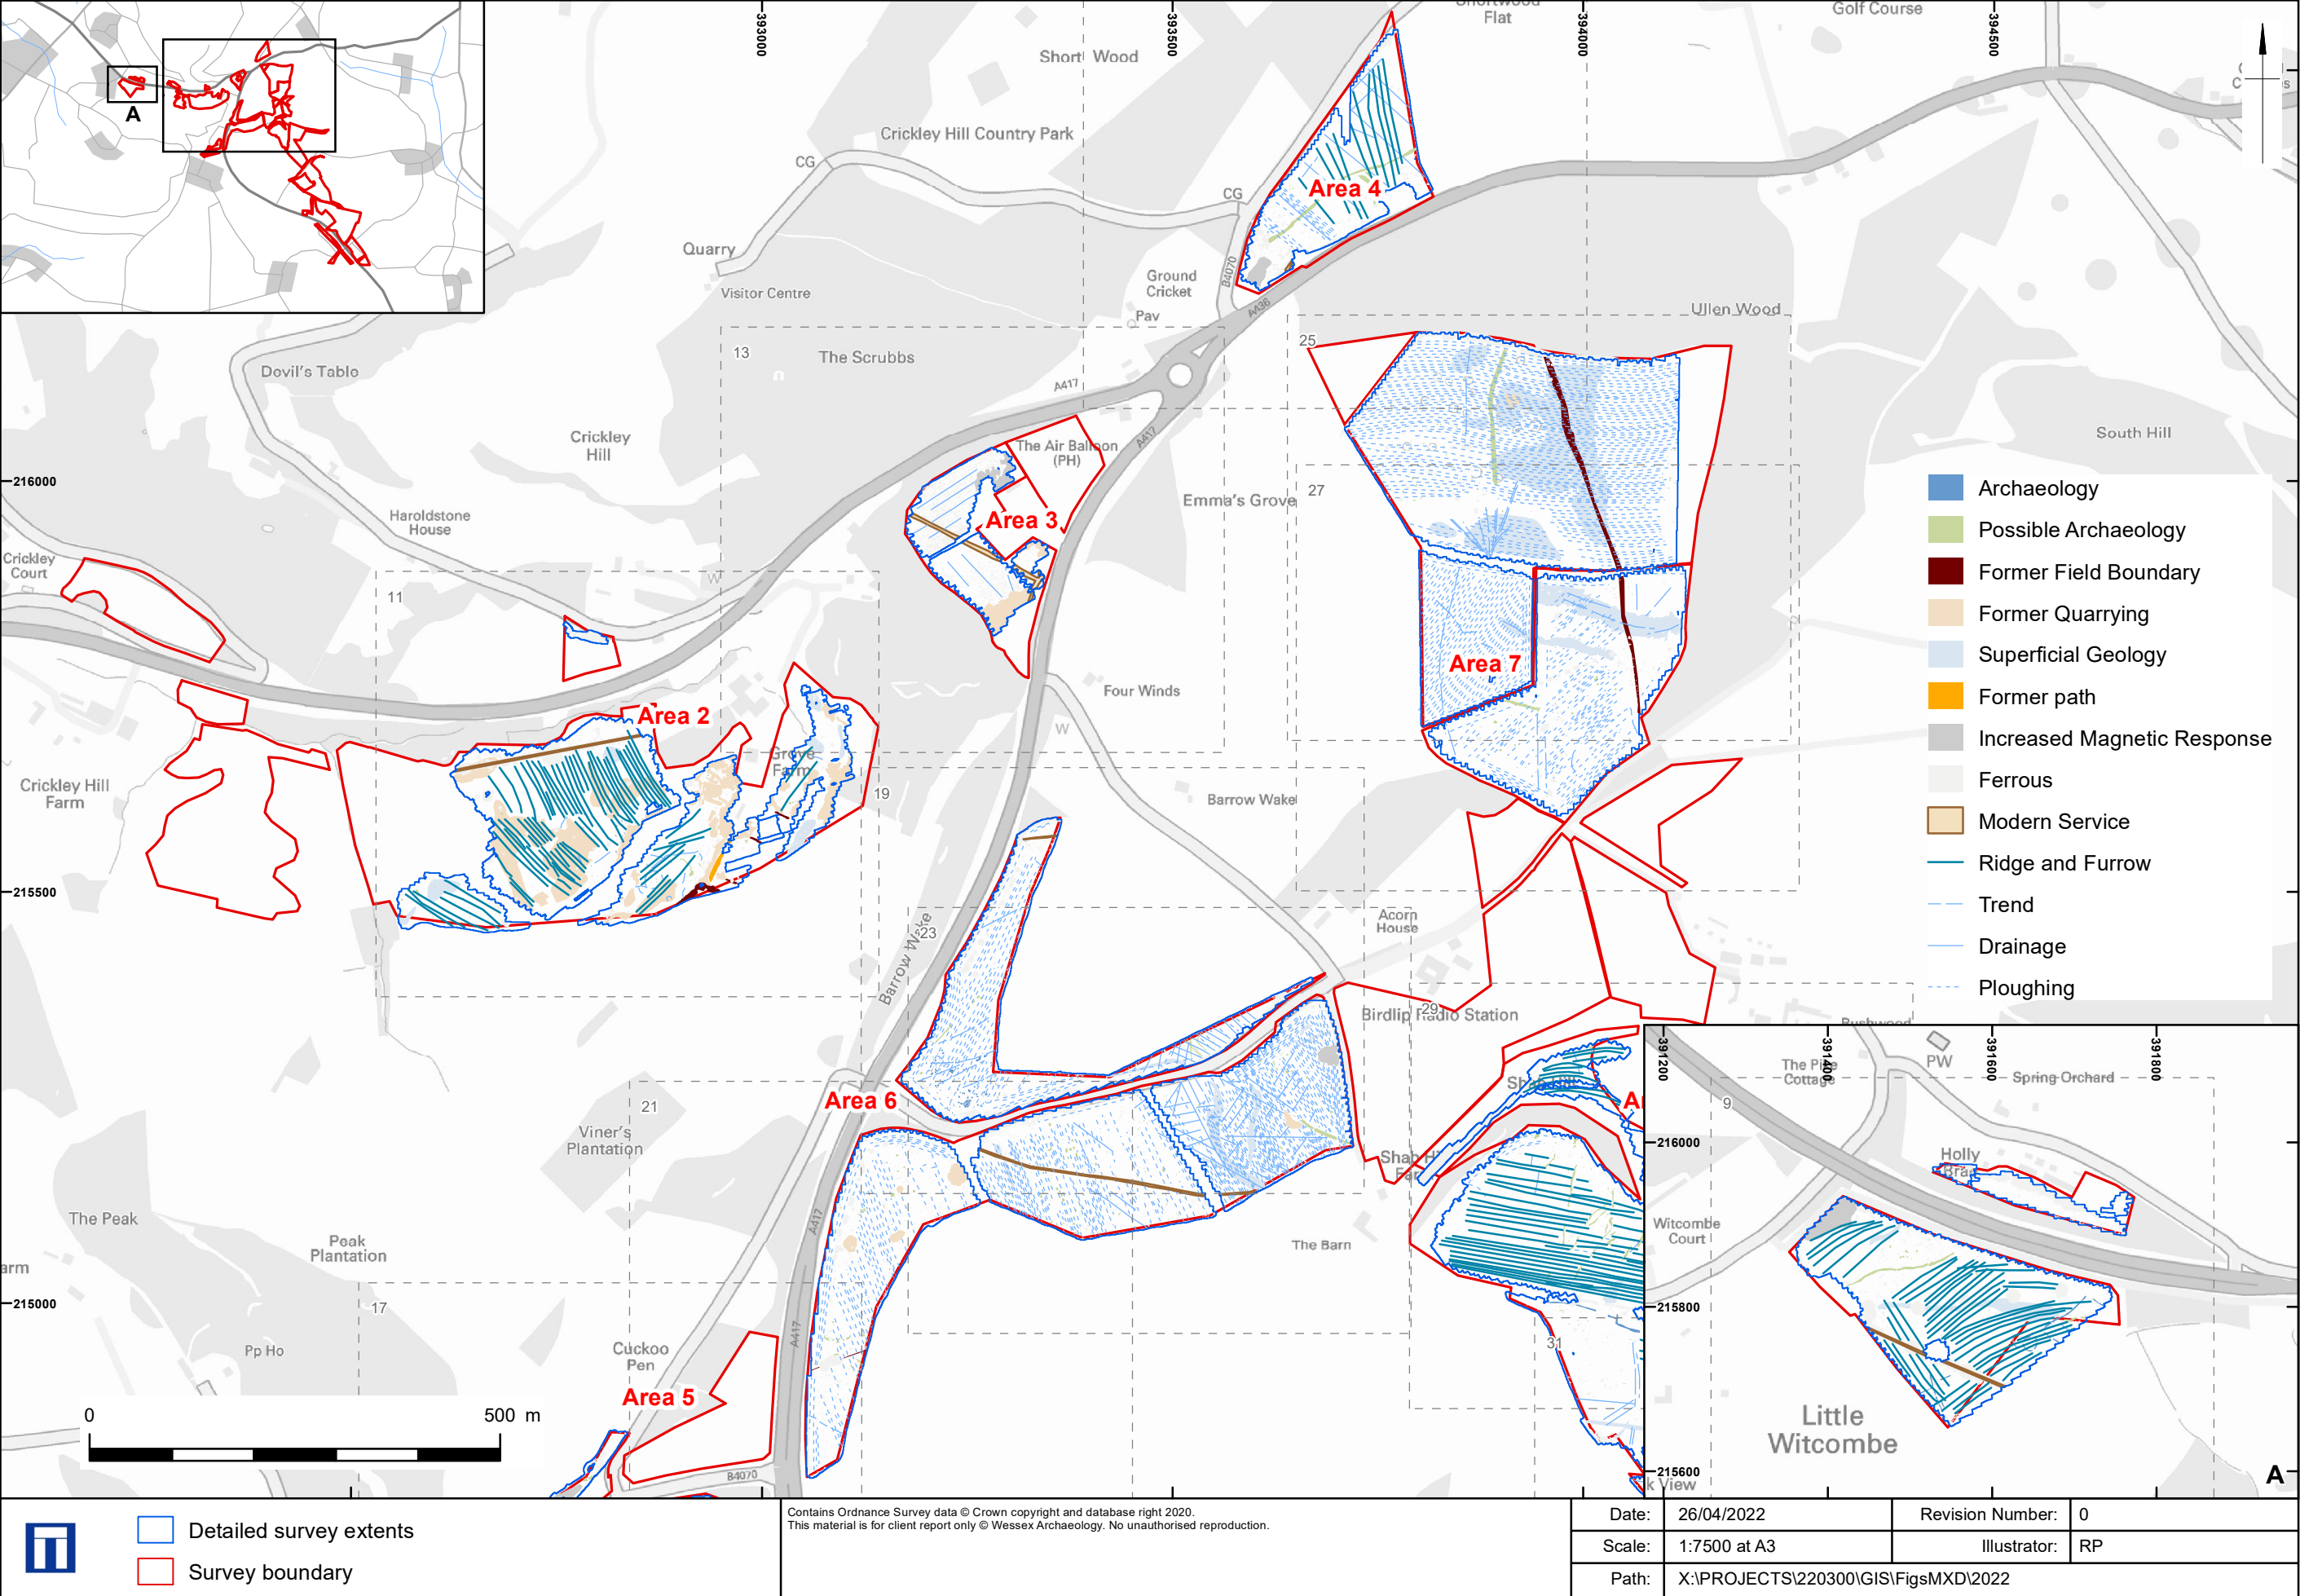 A
393000
393500
394000
394500
Flat
Golf Course
Short Wood
Crickley Hill Country Park
CG
CG
Area 4
Quarry
Visitor Centre
Ground
Cricket
Pav
B4070
A436
Ullen Wood
25
13
The Scrubbs
Devil's Table
A417
A417
Crickley
Hill
The Air Balloon
(PH)
South Hill
216000
Haroldstone
House
Area 3
Emma's Grove
27
Crickley
Court
W
11
Area 7
Four Winds
W
Area 2
Grove
Farm
Crickley Hill
Farm
19
Barrow Wake
215500
Acorn
House
Barrow Wake
23
29
Birdlip Radio Station
Area 6
21
Viner's
Plantation
The Peak
Peak
Plantation
A417
The Barn
215000
17
A417
Pp Ho
Cuckoo
Pen
31
Area 5
B4070
0
500 m
Archaeology
Possible Archaeology
Former Field Boundary
Former Quarrying
Superficial Geology
Former path
Increased Magnetic Response
Ferrous
Modern Service
Ridge and Furrow
Trend
Drainage
Ploughing
391200
391400
391600
391800
The Pike
Cottage
PW
Spring Orchard
9
216000
Holly
Witcombe
Court
215800
Little
Witcombe
215600
k View
A
Detailed survey extents
Survey boundary
Contains Ordnance Survey data © Crown copyright and database right 2020.
This material is for client report only © Wessex Archaeology. No unauthorised reproduction.
Date: 26/04/2022 Revision Number: 0
Scale: 1:7500 at A3 Illustrator: RP
Path: X:\PROJECTS\220300\GIS\FigsMXD\2022